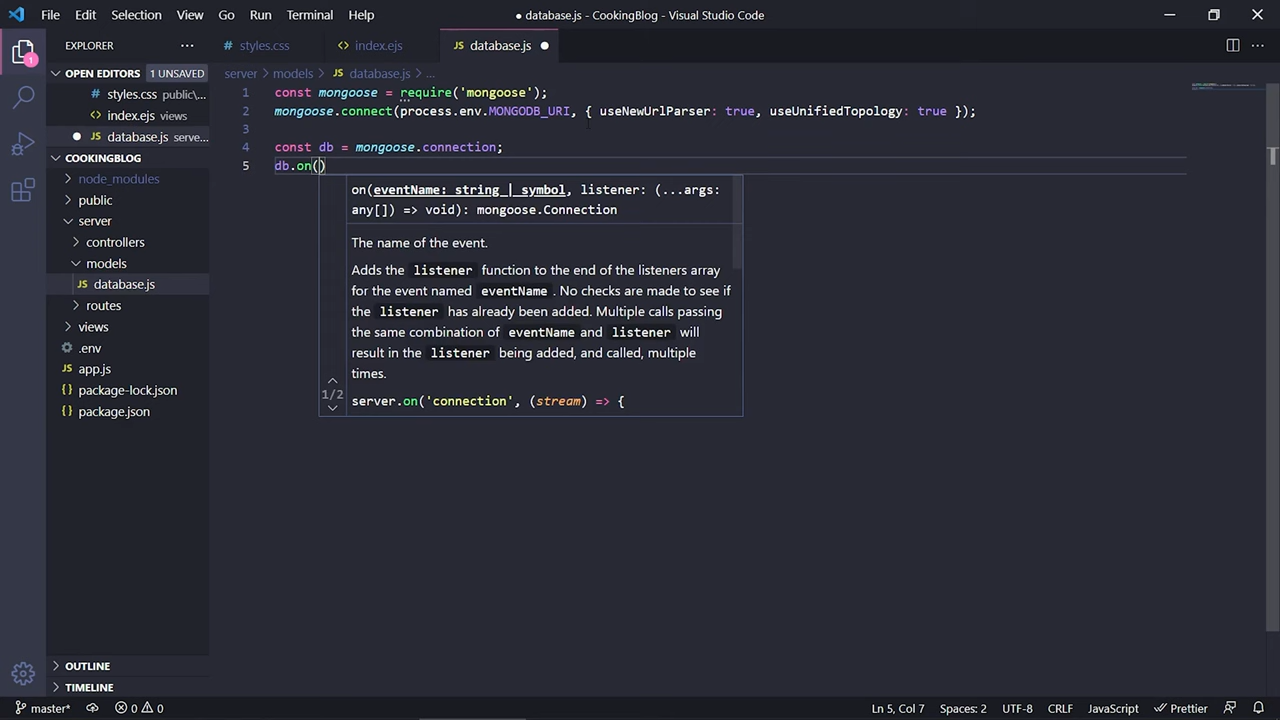 File Edit Selection View Go Run Terminal Help
● database.js - CookingBlog - Visual Studio Code
EXPLORER
styles.css
index.ejs
database.js
OPEN EDITORS 1 UNSAVED
server > models > database.js > ...
styles.css public\...
index.ejs views
database.js serve...
COOKINGBLOG
node_modules
public
server
controllers
models
database.js
routes
views
.env
app.js
package-lock.json
package.json
OUTLINE
TIMELINE
1 const mongoose = require('mongoose');
2 mongoose.connect(process.env.MONGODB_URI, { useNewUrlParser: true, useUnifiedTopology: true });
3
4 const db = mongoose.connection;
5 db.on()
on(eventName: string | symbol, listener: (...args:
any[]) => void): mongoose.Connection
The name of the event.
Adds the listener function to the end of the listeners array
for the event named eventName. No checks are made to see if
the listener has already been added. Multiple calls passing
the same combination of eventName and listener will
result in the listener being added, and called, multiple
times.
1/2
server.on('connection', (stream) => {
1
master* 0 0
Ln 5, Col 7 Spaces: 2 UTF-8 CRLF JavaScript Prettier